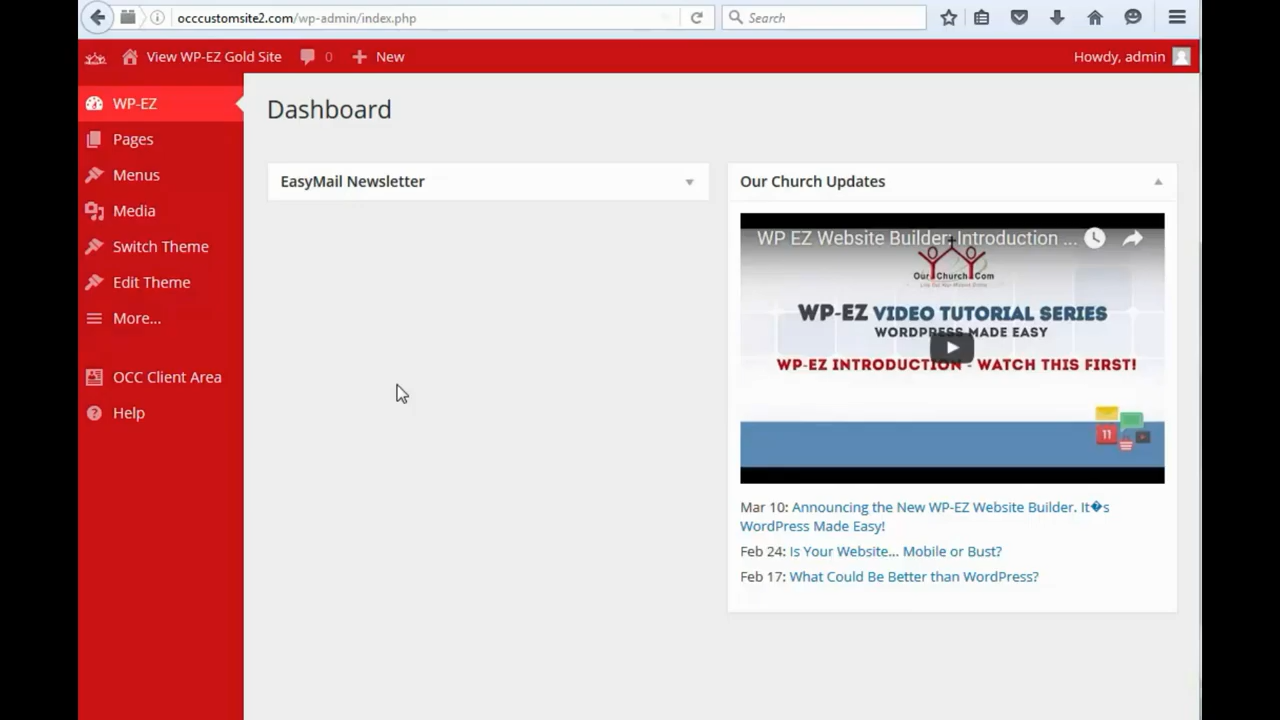 occcustomsite2.com/wp-admin/index.php
Search
View WP-EZ Gold Site
0
New
Howdy, admin
WP-EZ
Pages
Menus
Media
Switch Theme
Edit Theme
More...
OCC Client Area
Help
Dashboard
EasyMail Newsletter
Our Church Updates
WP EZ Website Builder: Introduction ...
Our Church Com
WP-EZ VIDEO TUTORIAL SERIES
WORDPRESS MADE EASY
WP-EZ INTRODUCTION - WATCH THIS FIRST!
11
Mar 10: Announcing the New WP-EZ Website Builder. It�s
WordPress Made Easy!
Feb 24: Is Your Website... Mobile or Bust?
Feb 17: What Could Be Better than WordPress?